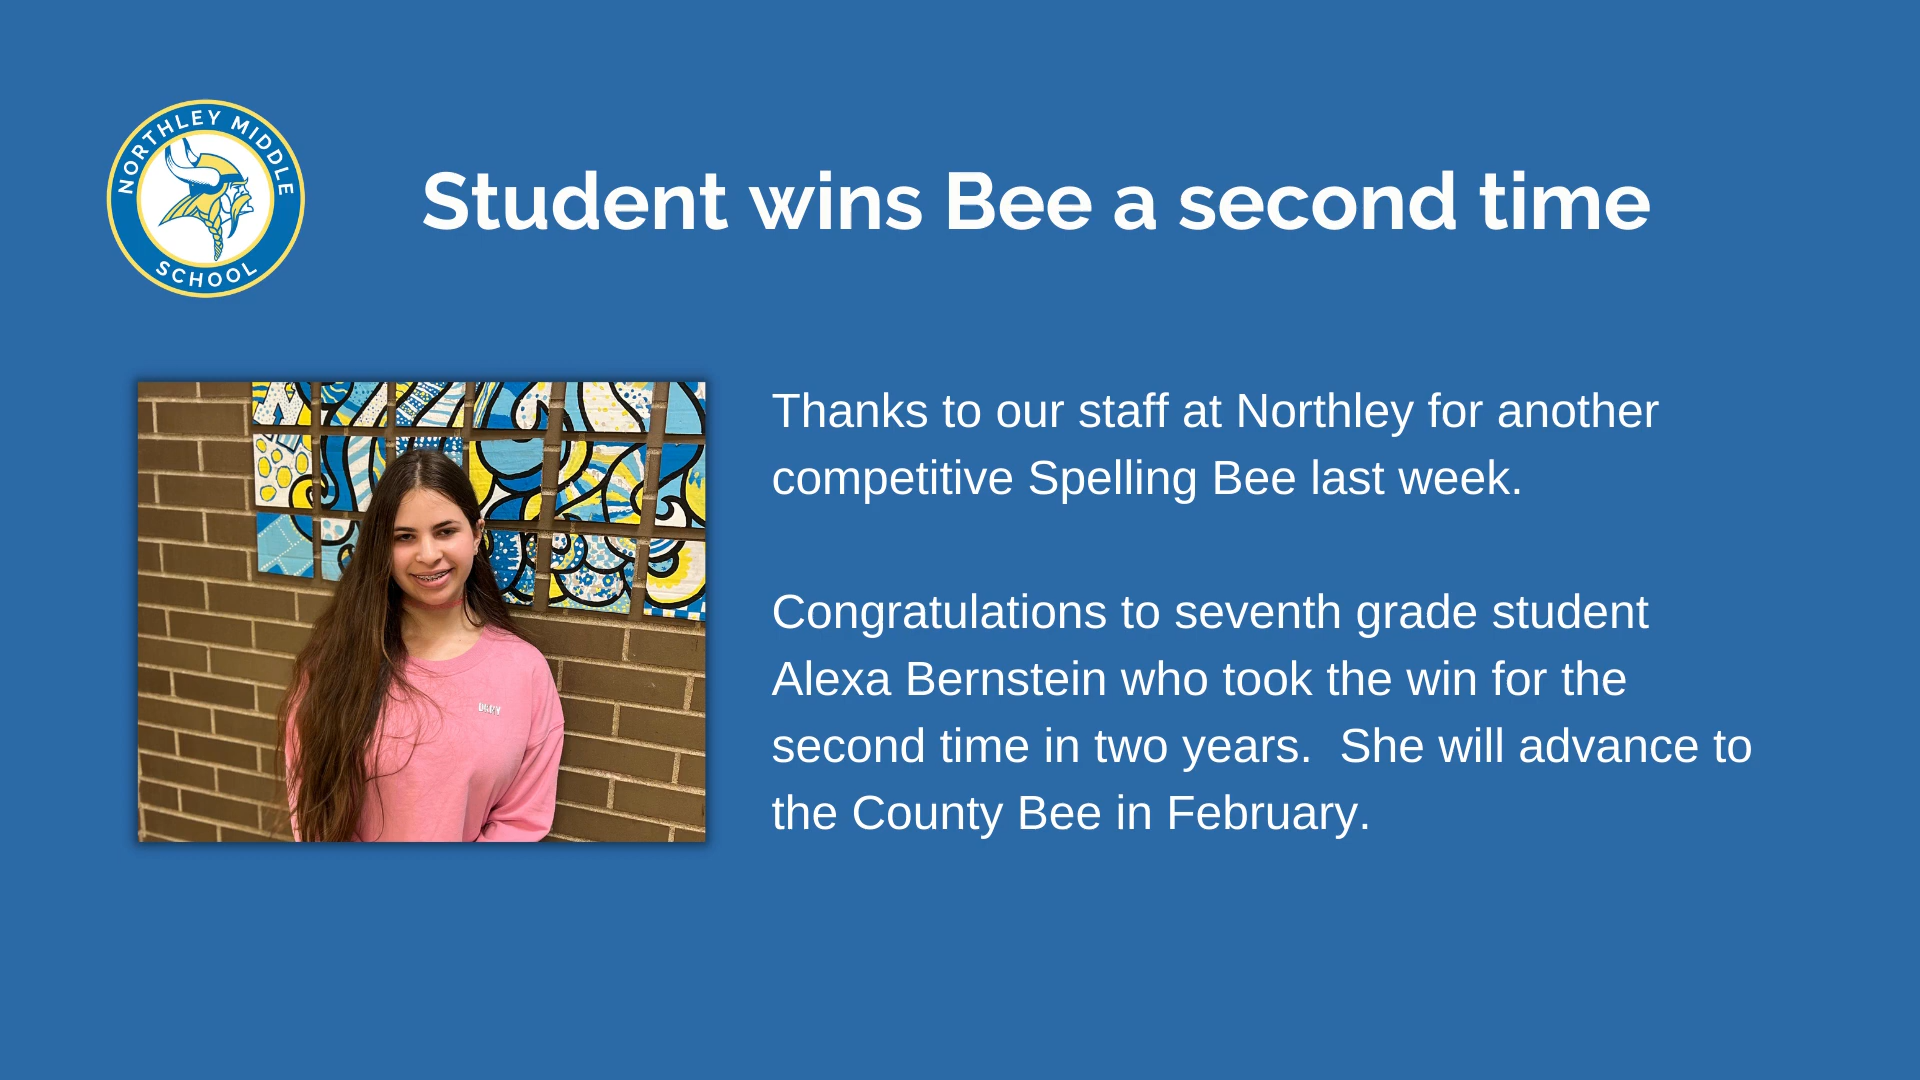 NORTHLEY MIDDLE
SCHOOL
Student wins Bee a second time
Thanks to our staff at Northley for another
competitive Spelling Bee last week.
Congratulations to seventh grade student
Alexa Bernstein who took the win for the
second time in two years.  She will advance to
the County Bee in February.